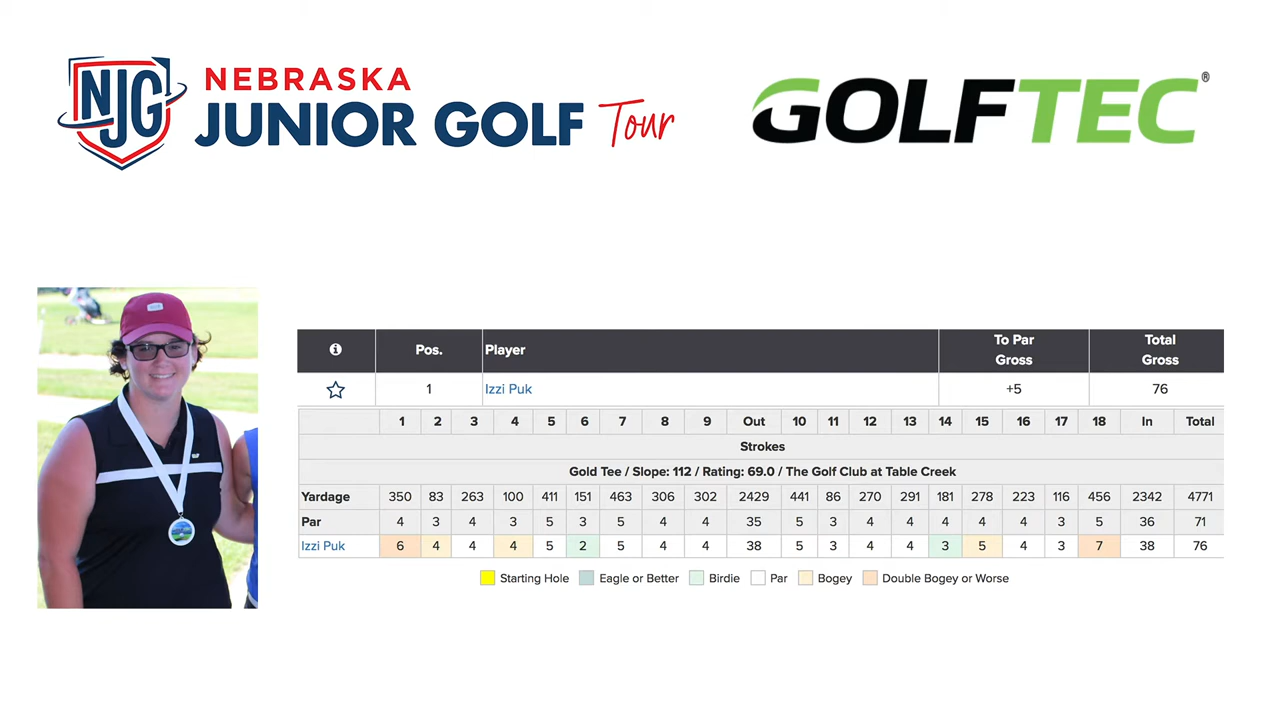 NJG
NEBRASKA
JUNIOR GOLF Tour
GOLFTEC®
Pos. Player To Par Gross Total Gross
1 Izzi Puk +5 76
1 2 3 4 5 6 7 8 9 Out 10 11 12 13 14 15 16 17 18 In Total
Strokes
Gold Tee / Slope: 112 / Rating: 69.0 / The Golf Club at Table Creek
Yardage 350 83 263 100 411 151 463 306 302 2429 441 86 270 291 181 278 223 116 456 2342 4771
Par 4 3 4 3 5 3 5 4 4 35 5 3 4 4 4 4 4 3 5 36 71
Izzi Puk 6 4 4 4 5 2 5 4 4 38 5 3 4 4 3 5 4 3 7 38 76
Starting Hole Eagle or Better Birdie Par Bogey Double Bogey or Worse